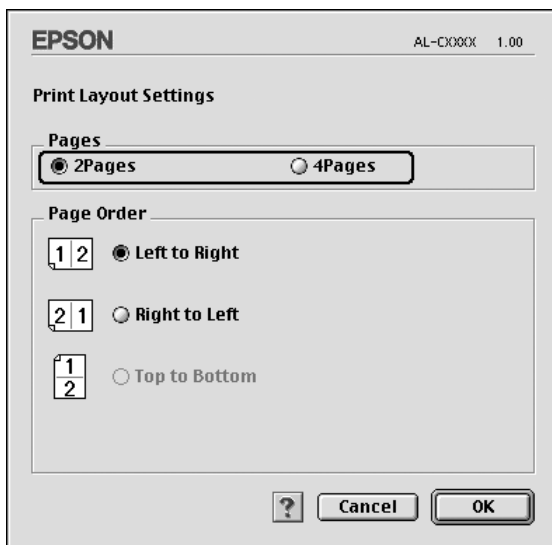 EPSON AL-CXXXX 1.00
Print Layout Settings
Pages
2Pages 4Pages
Page Order
1 2 Left to Right
2 1 Right to Left
1
2 Top to Bottom
? Cancel OK